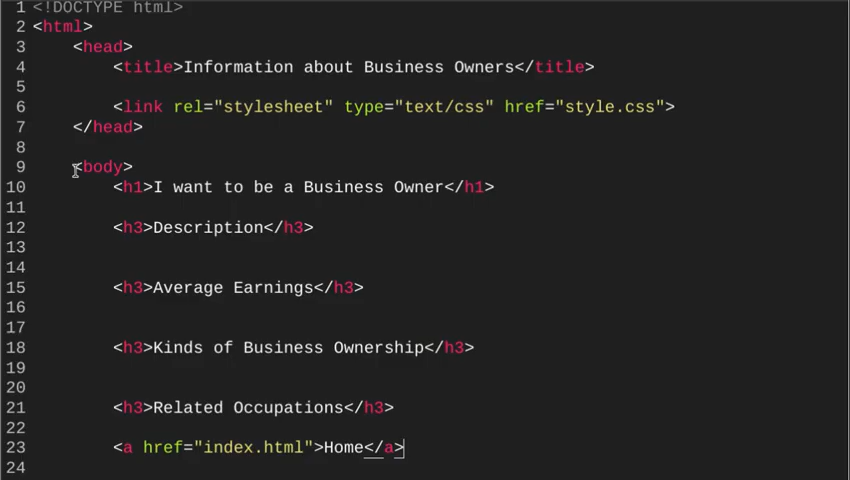 1 <!DOCTYPE html>
2 <html>
3 <head>
4 <title>Information about Business Owners</title>
5
6 <link rel="stylesheet" type="text/css" href="style.css">
7 </head>
8
9 <body>
10 <h1>I want to be a Business Owner</h1>
11
12 <h3>Description</h3>
13
14
15 <h3>Average Earnings</h3>
16
17
18 <h3>Kinds of Business Ownership</h3>
19
20
21 <h3>Related Occupations</h3>
22
23 <a href="index.html">Home</a>
24